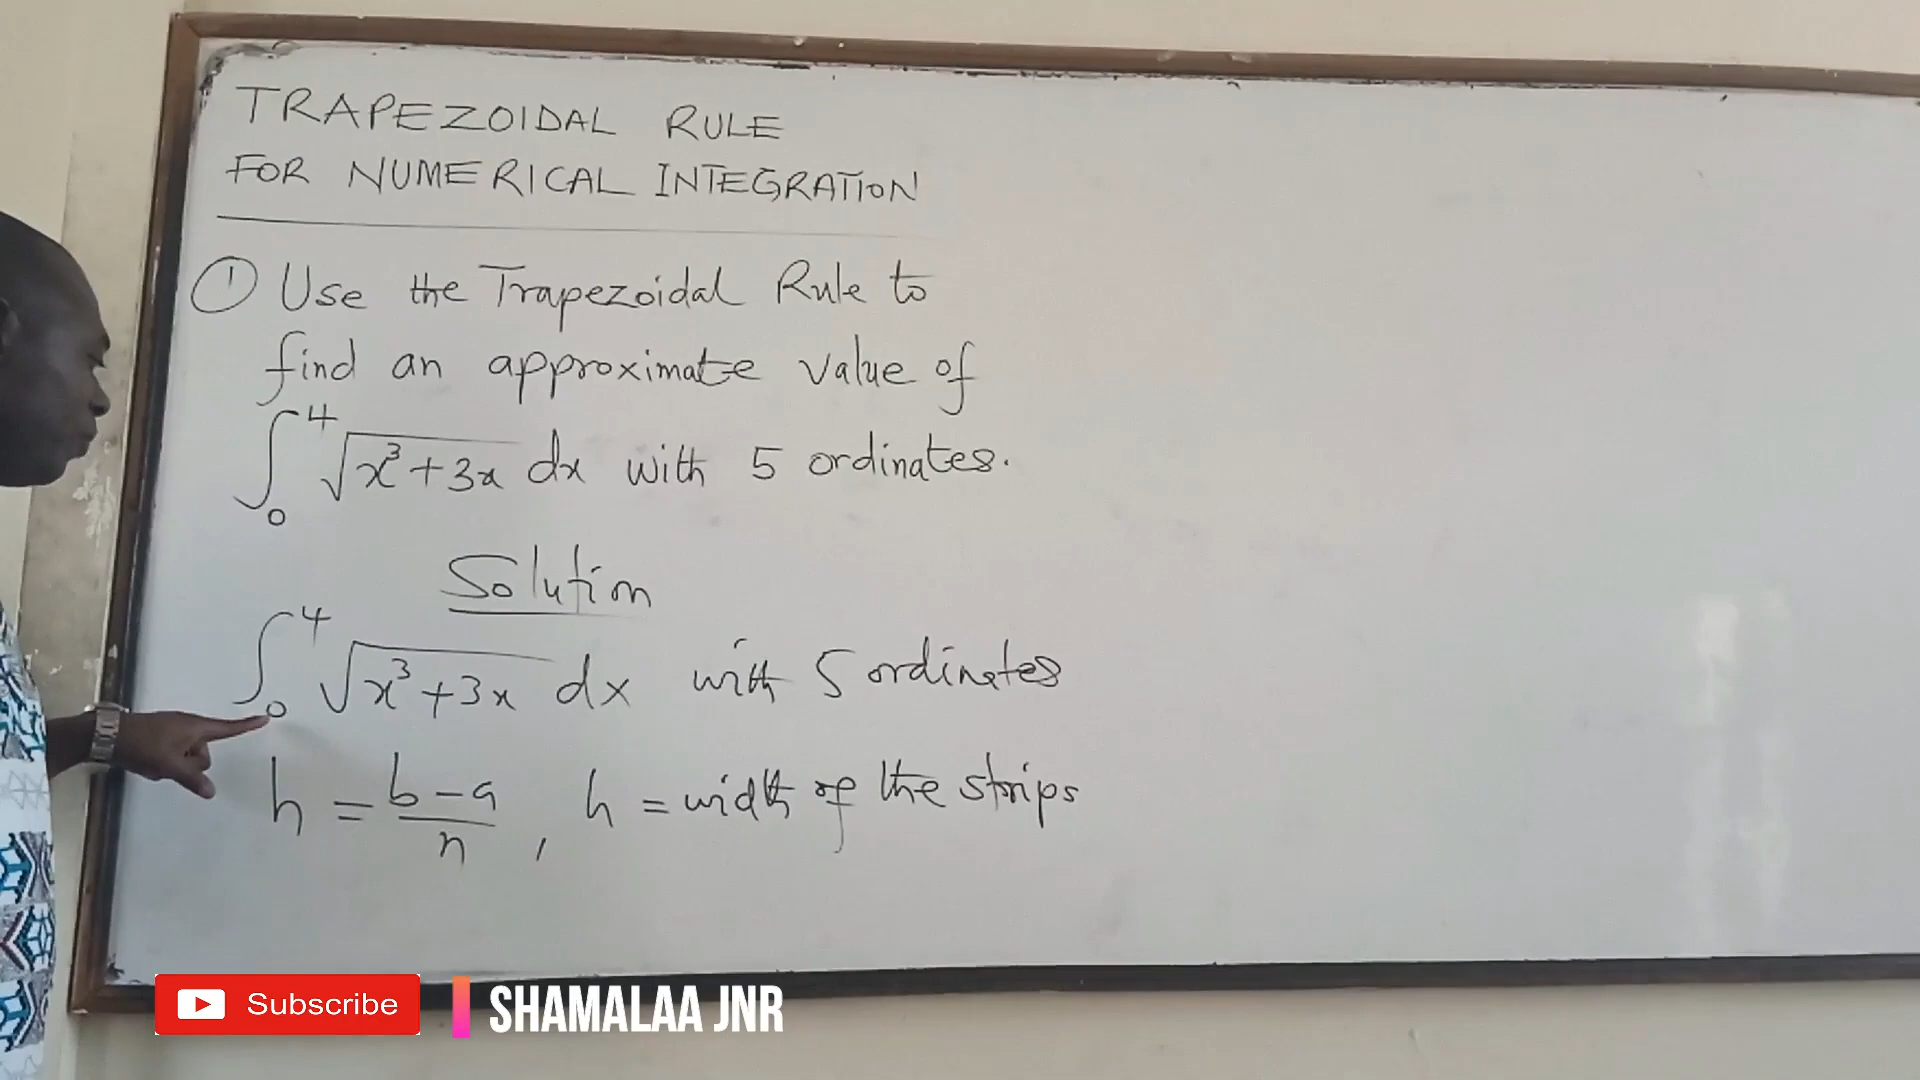 TRAPEZOIDAL RULE
FOR NUMERICAL INTEGRATION
① Use the Trapezoidal Rule to
find an approximate value of
∫₀⁴ √(x³+3x) dx with 5 ordinates.
Solution
∫₀⁴ √(x³+3x) dx with 5 ordinates
h = (b-a)/n , h = width of the strips
Subscribe
SHAMALAA JNR